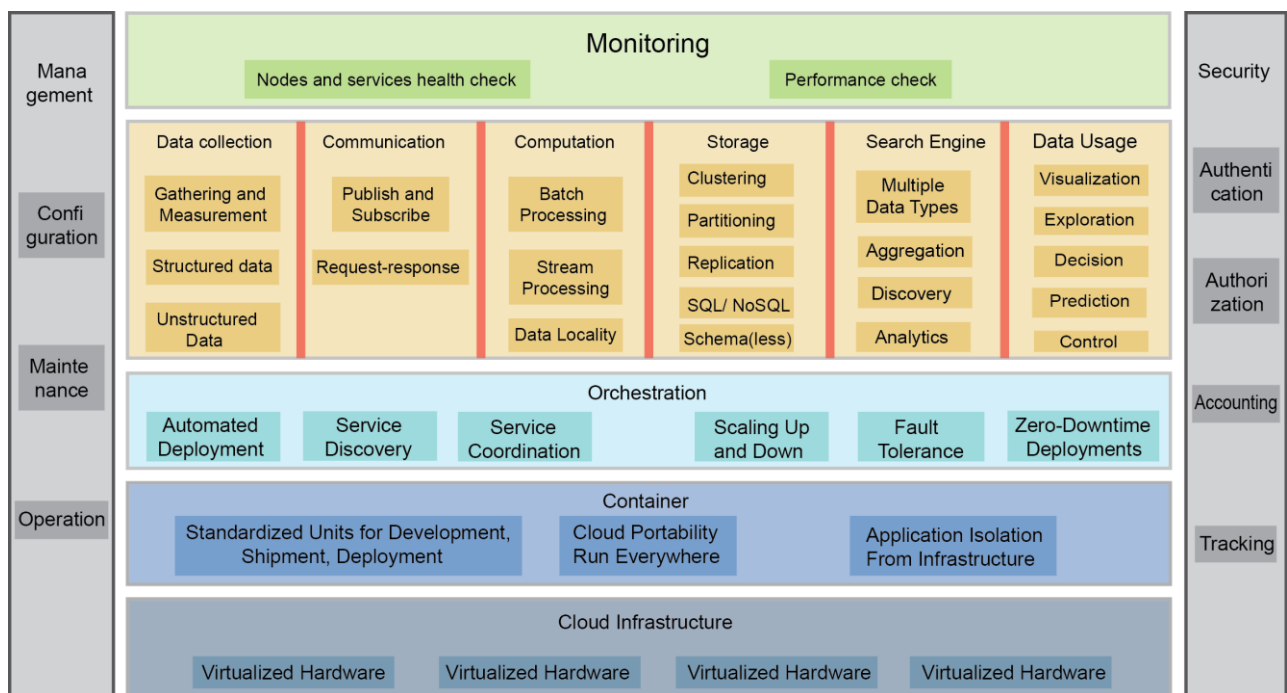 Mana
gement
Confi
guration
Mainte
nance
Operation
Monitoring
Nodes and services health check
Performance check
Data collection
Gathering and
Measurement
Structured data
Unstructured
Data
Communication
Publish and
Subscribe
Request-response
Computation
Batch
Processing
Stream
Processing
Data Locality
Storage
Clustering
Partitioning
Replication
SQL/ NoSQL
Schema(less)
Search Engine
Multiple
Data Types
Aggregation
Discovery
Analytics
Data Usage
Visualization
Exploration
Decision
Prediction
Control
Orchestration
Automated
Deployment
Service
Discovery
Service
Coordination
Scaling Up
and Down
Fault
Tolerance
Zero-Downtime
Deployments
Container
Standardized Units for Development,
Shipment, Deployment
Cloud Portability
Run Everywhere
Application Isolation
From Infrastructure
Cloud Infrastructure
Virtualized Hardware
Virtualized Hardware
Virtualized Hardware
Virtualized Hardware
Security
Authenti
cation
Authori
zation
Accounting
Tracking